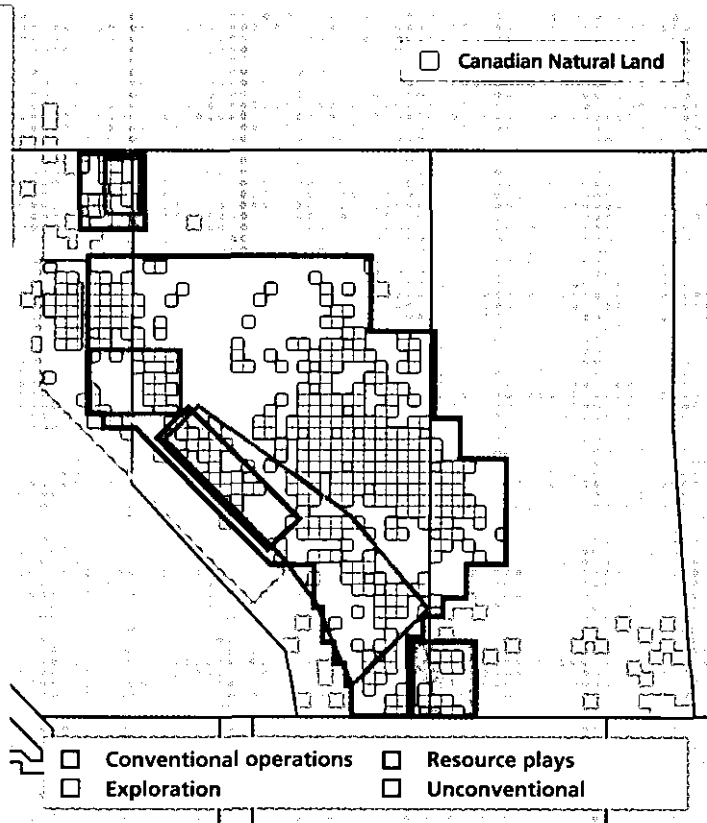 Canadian Natural Land
Conventional operations
Resource plays
Exploration
Unconventional